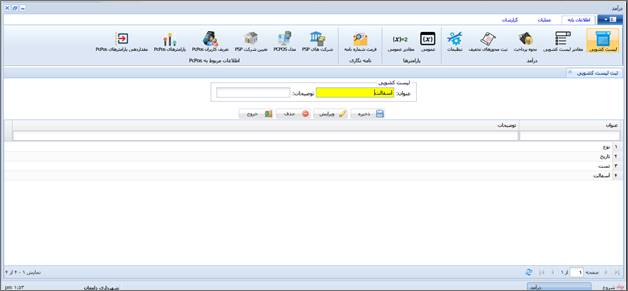 درآمد
اطلاعات پایه عملیات گزارشات
لیست کشویی مقادیر لیست کشویی نحوه پرداخت ثبت مجوزهای تخفیف تنظیمات عمومی مقادیر عمومی فرمت شماره نامه شرکت های PSP تعیین شرکت PSP مدل PCPOS تعریف کاربران PcPos پارامترهای PcPos مقداردهی پارامترهای PcPos
درآمد پارامترها نامه نگاری اطلاعات مربوط به PcPos
ثبت لیست کشویی
لیست کشویی
عنوان: آسفالت توضیحات:
ذخیره ویرایش حذف خروج
عنوان توضیحات
۱ نوع
۲ تاریخ
۳ تست
۴ آسفالت
صفحه ۱ از ۱ نمایش ۱ - ۴ از ۴
شروع درآمد شهرداری دامغان ۱:۵۳ pm